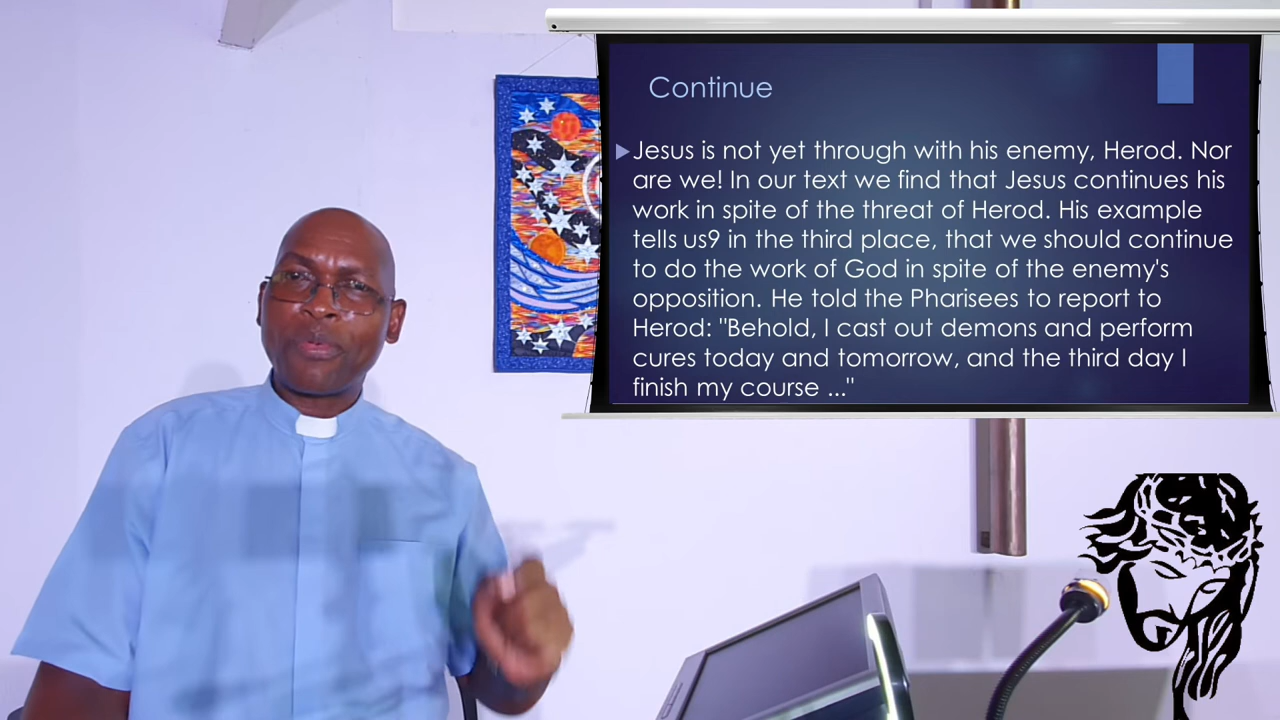 Continue
Jesus is not yet through with his enemy, Herod. Nor
are we! In our text we find that Jesus continues his
work in spite of the threat of Herod. His example
tells us9 in the third place, that we should continue
to do the work of God in spite of the enemy's
opposition. He told the Pharisees to report to
Herod: "Behold, I cast out demons and perform
cures today and tomorrow, and the third day I
finish my course ..."